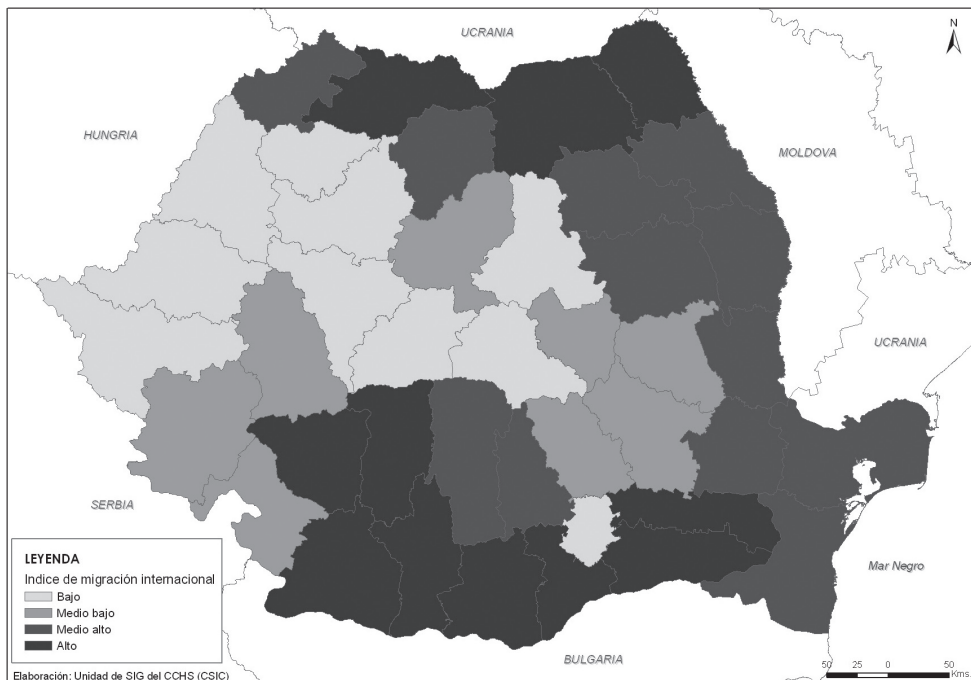 UCRANIA
N
HUNGRIA
MOLDOVA
UCRANIA
SERBIA
Mar Negro
BULGARIA
LEYENDA
Indice de migración internacional
Bajo
Medio bajo
Medio alto
Alto
Elaboración: Unidad de SIG del CCHS (CSIC)
50 25 0 50
Kms.